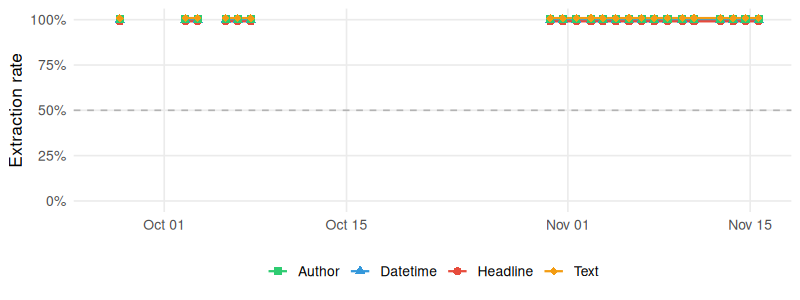 Extraction rate
100%
75%
50%
25%
0%
Oct 01 Oct 15 Nov 01 Nov 15
Author Datetime Headline Text